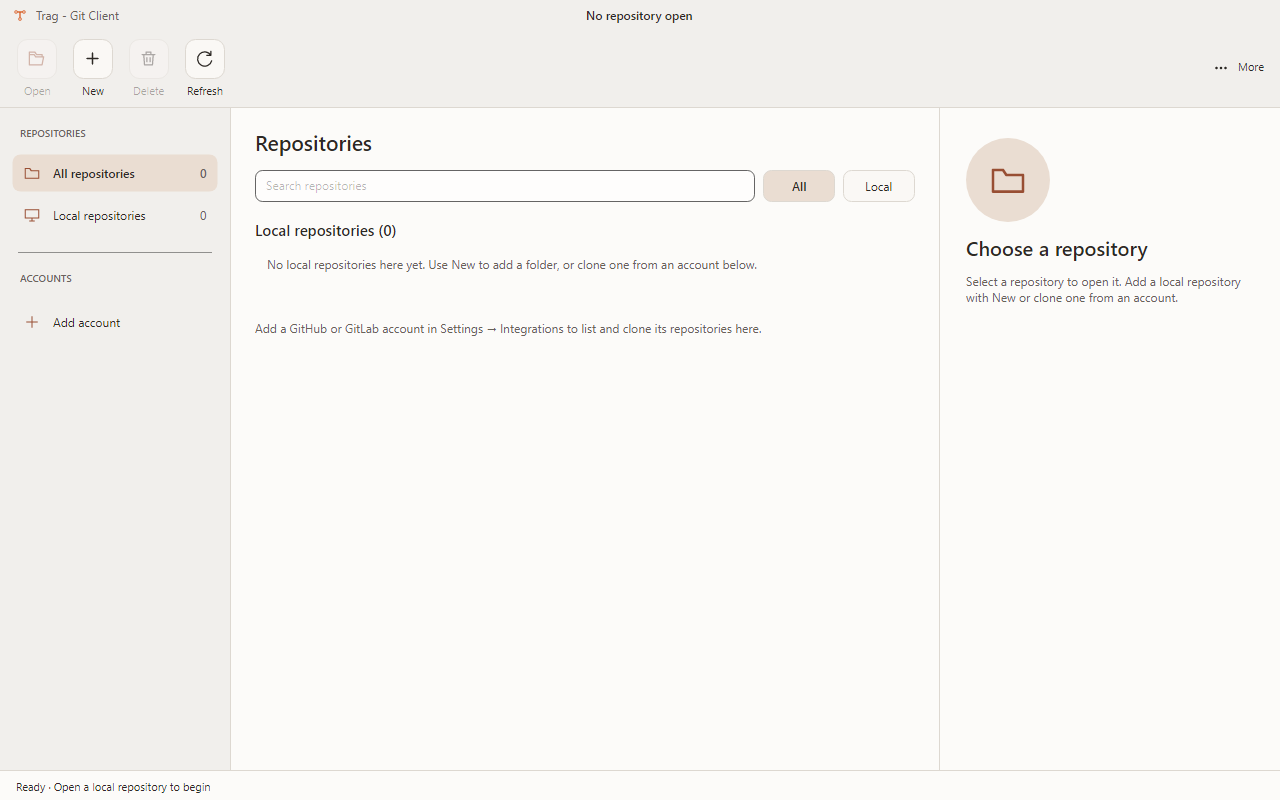 Trag - Git Client
No repository open
Open
New
Delete
Refresh
More
REPOSITORIES
All repositories 0
Local repositories 0
ACCOUNTS
Add account
Repositories
Search repositories
All
Local
Local repositories (0)
No local repositories here yet. Use New to add a folder, or clone one from an account below.
Add a GitHub or GitLab account in Settings → Integrations to list and clone its repositories here.
Choose a repository
Select a repository to open it. Add a local repository
with New or clone one from an account.
Ready · Open a local repository to begin